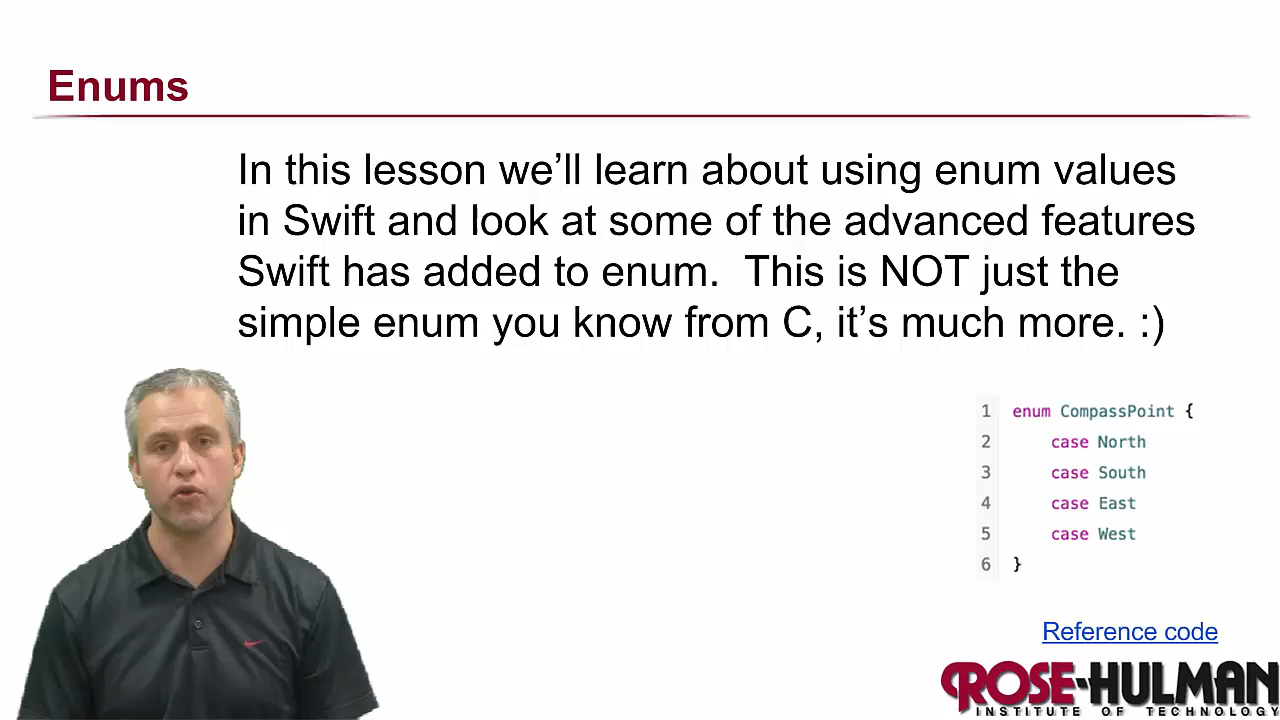 Enums
In this lesson we’ll learn about using enum values
in Swift and look at some of the advanced features
Swift has added to enum.  This is NOT just the
simple enum you know from C, it’s much more. :)
1 enum CompassPoint {
2 case North
3 case South
4 case East
5 case West
6 }
Reference code
ROSE-HULMAN
INSTITUTE OF TECHNOLOGY